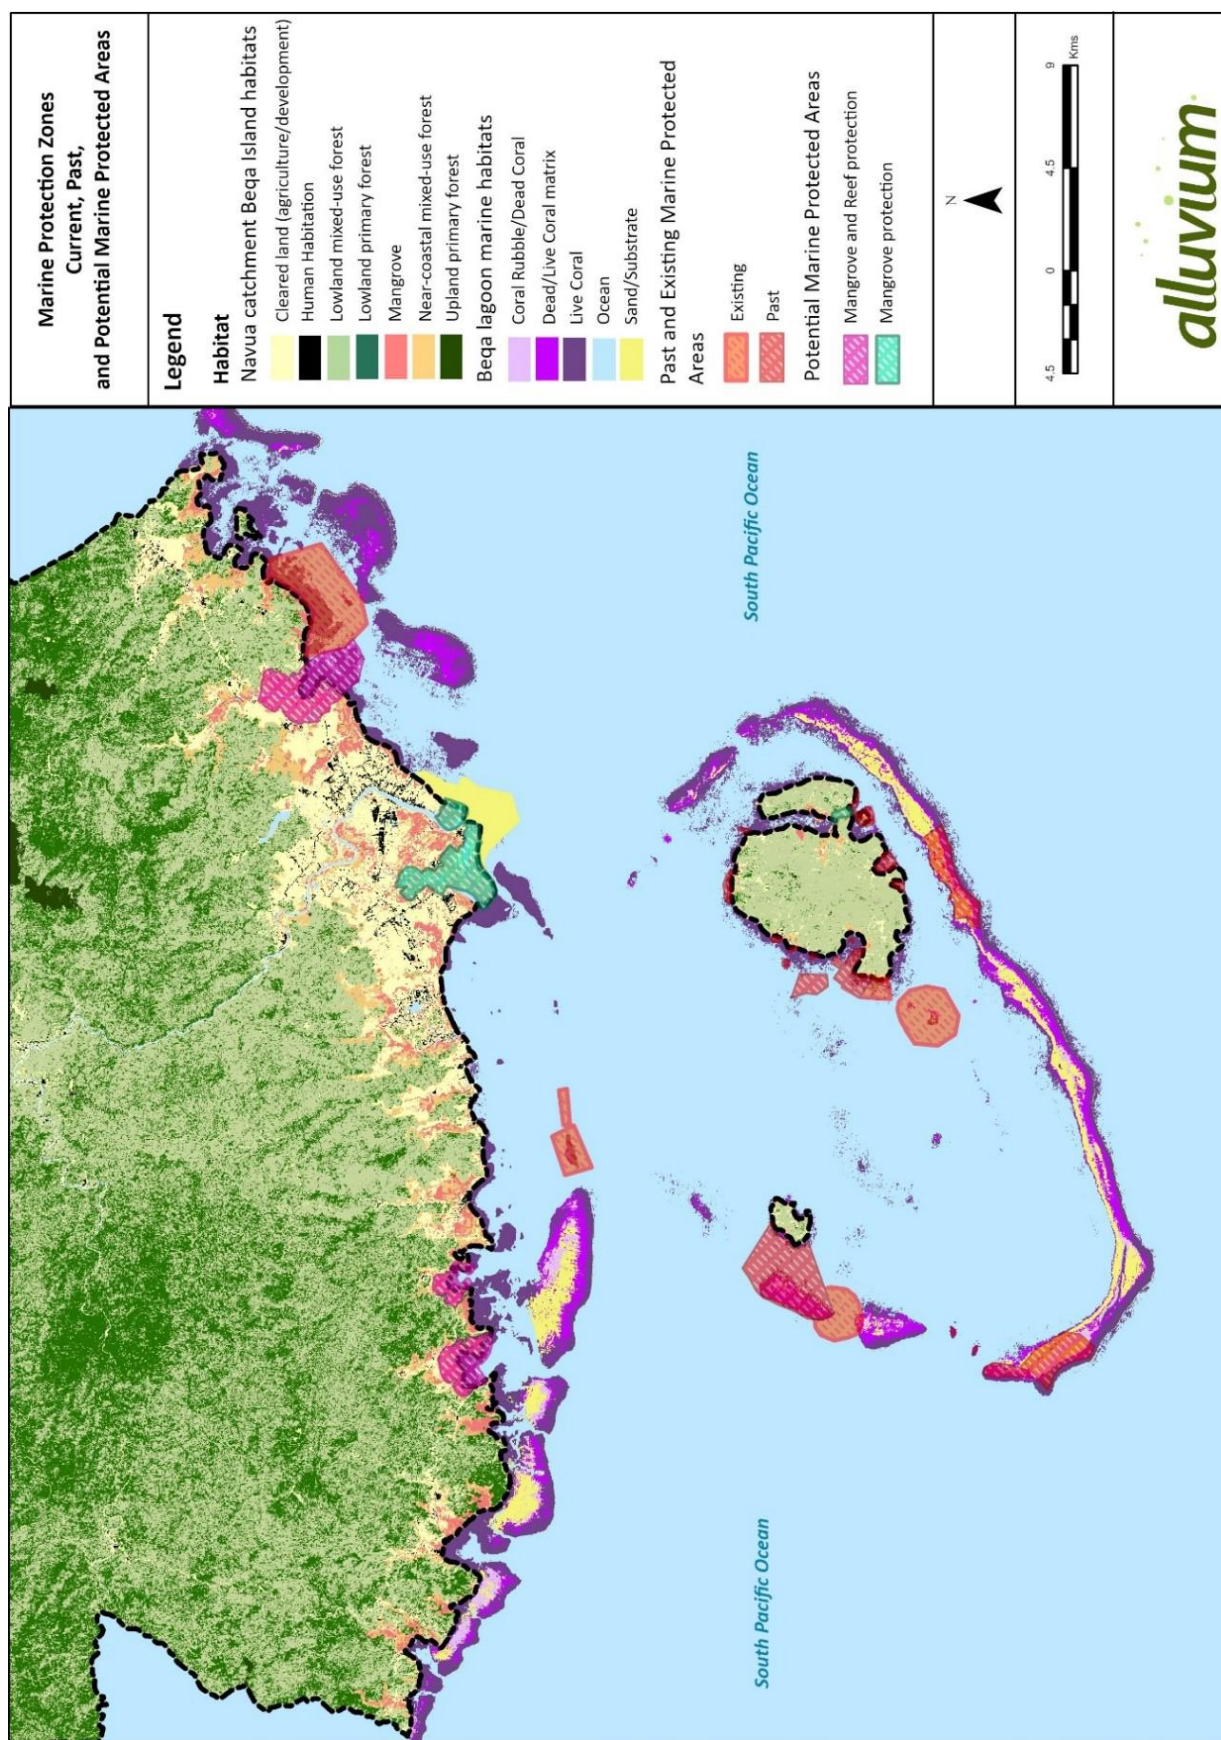 Marine Protection Zones
Current, Past,
and Potential Marine Protected Areas
Legend
Habitat
Navua catchment Beqa Island habitats
Cleared land (agriculture/development)
Human Habitation
Lowland mixed-use forest
Lowland primary forest
Mangrove
Near-coastal mixed-use forest
Upland primary forest
Beqa lagoon marine habitats
Coral Rubble/Dead Coral
Dead/Live Coral matrix
Live Coral
Ocean
Sand/Substrate
Past and Existing Marine Protected
Areas
Existing
Past
Potential Marine Protected Areas
Mangrove and Reef protection
Mangrove protection
N
4.5 0 4.5 9
Kms
alluvium
South Pacific Ocean
South Pacific Ocean